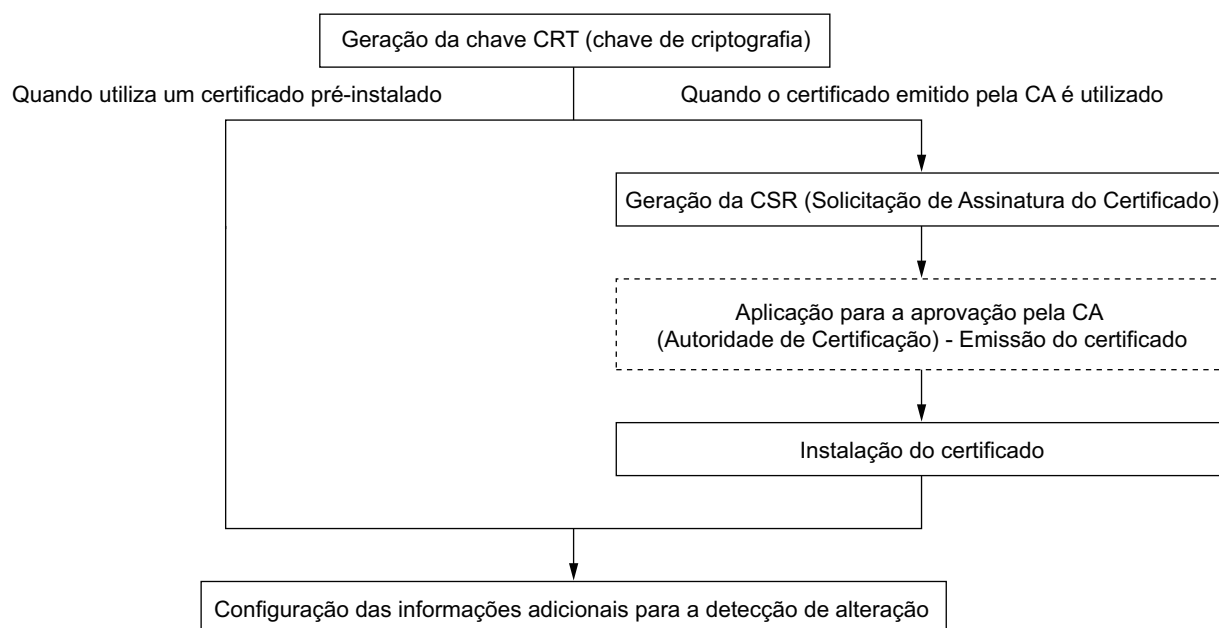 Geração da chave CRT (chave de criptografia)
Quando utiliza um certificado pré-instalado
Quando o certificado emitido pela CA é utilizado
Geração da CSR (Solicitação de Assinatura do Certificado)
Aplicação para a aprovação pela CA
(Autoridade de Certificação) - Emissão do certificado
Instalação do certificado
Configuração das informações adicionais para a detecção de alteração